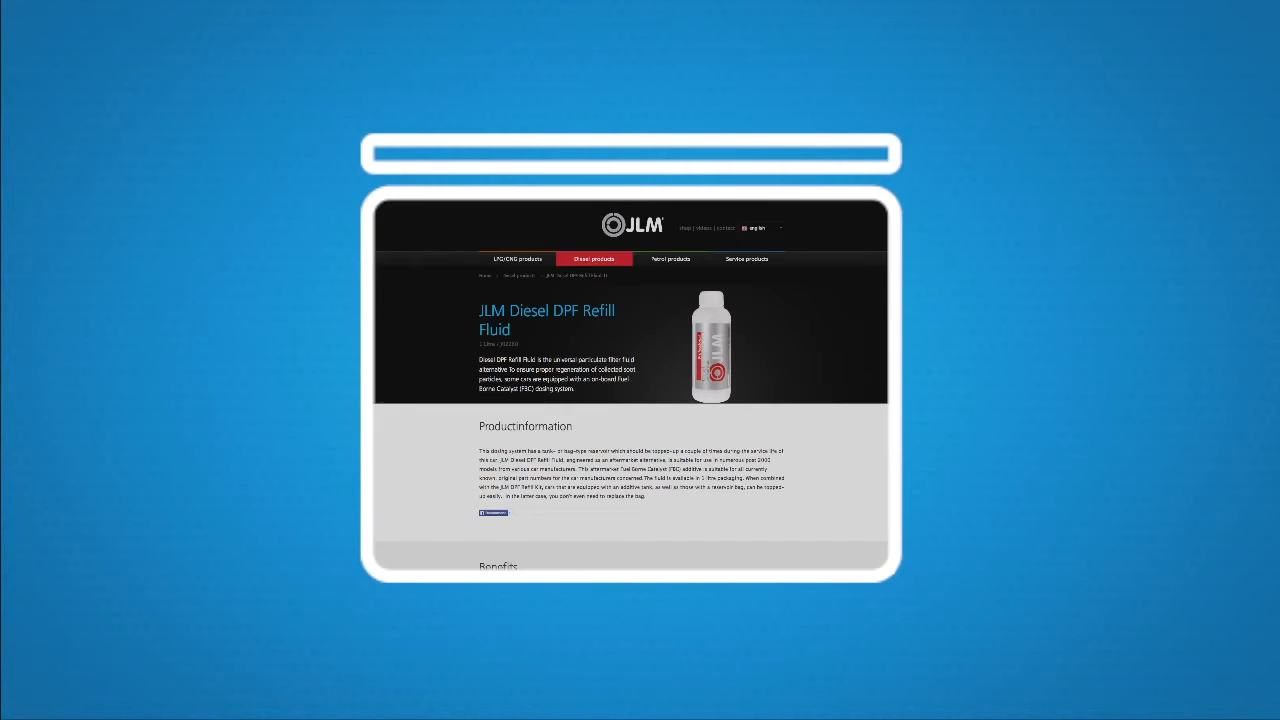 JLM
shop | videos | contact english
LPG/CNG products Diesel products Petrol products Service products
Home Diesel products JLM Diesel DPF Refill Fluid
JLM Diesel DPF Refill
Fluid
1 Litre /
Diesel DPF Refill Fluid is the universal particulate filter fluid
alternative To ensure proper regeneration of collected soot
particles, some cars are equipped with an on-board Fuel
Borne Catalyst (FBC) dosing system.
JLM
Productinformation
This dosing system has a tank- or bag-type reservoir which should be topped-up a couple of times during the service life of
this car. JLM Diesel DPF Refill Fluid, engineered as an aftermarket alternative, is suitable for use in numerous post 2000
models from various car manufacturers. This aftermarket Fuel Borne Catalyst (FBC) additive is suitable for all currently
known, original part numbers for the car manufacturers concerned. The fluid is available in 1 litre packaging. When combined
with the JLM DPF Refill Kit, cars that are equipped with an additive tank, as well as those with a reservoir bag, can be topped-
up easily. In the latter case, you don't even need to replace the bag.
Recommend
Benefits